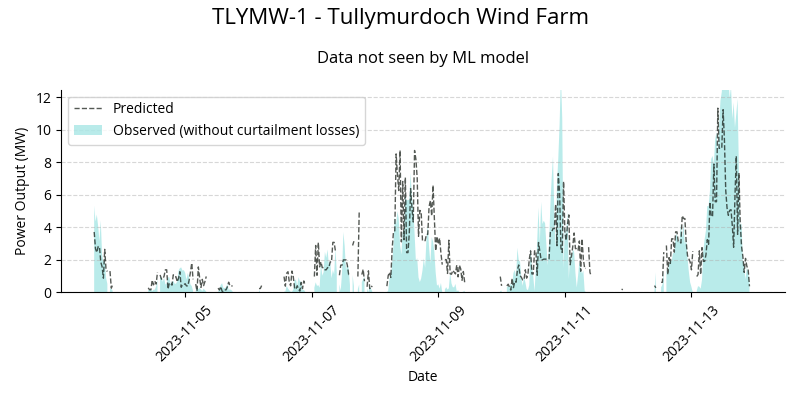 TLYMW-1 - Tullymurdoch Wind Farm
Data not seen by ML model
Predicted
Observed (without curtailment losses)
Power Output (MW)
12
10
8
6
4
2
0
2023-11-05
2023-11-07
2023-11-09
2023-11-11
2023-11-13
Date